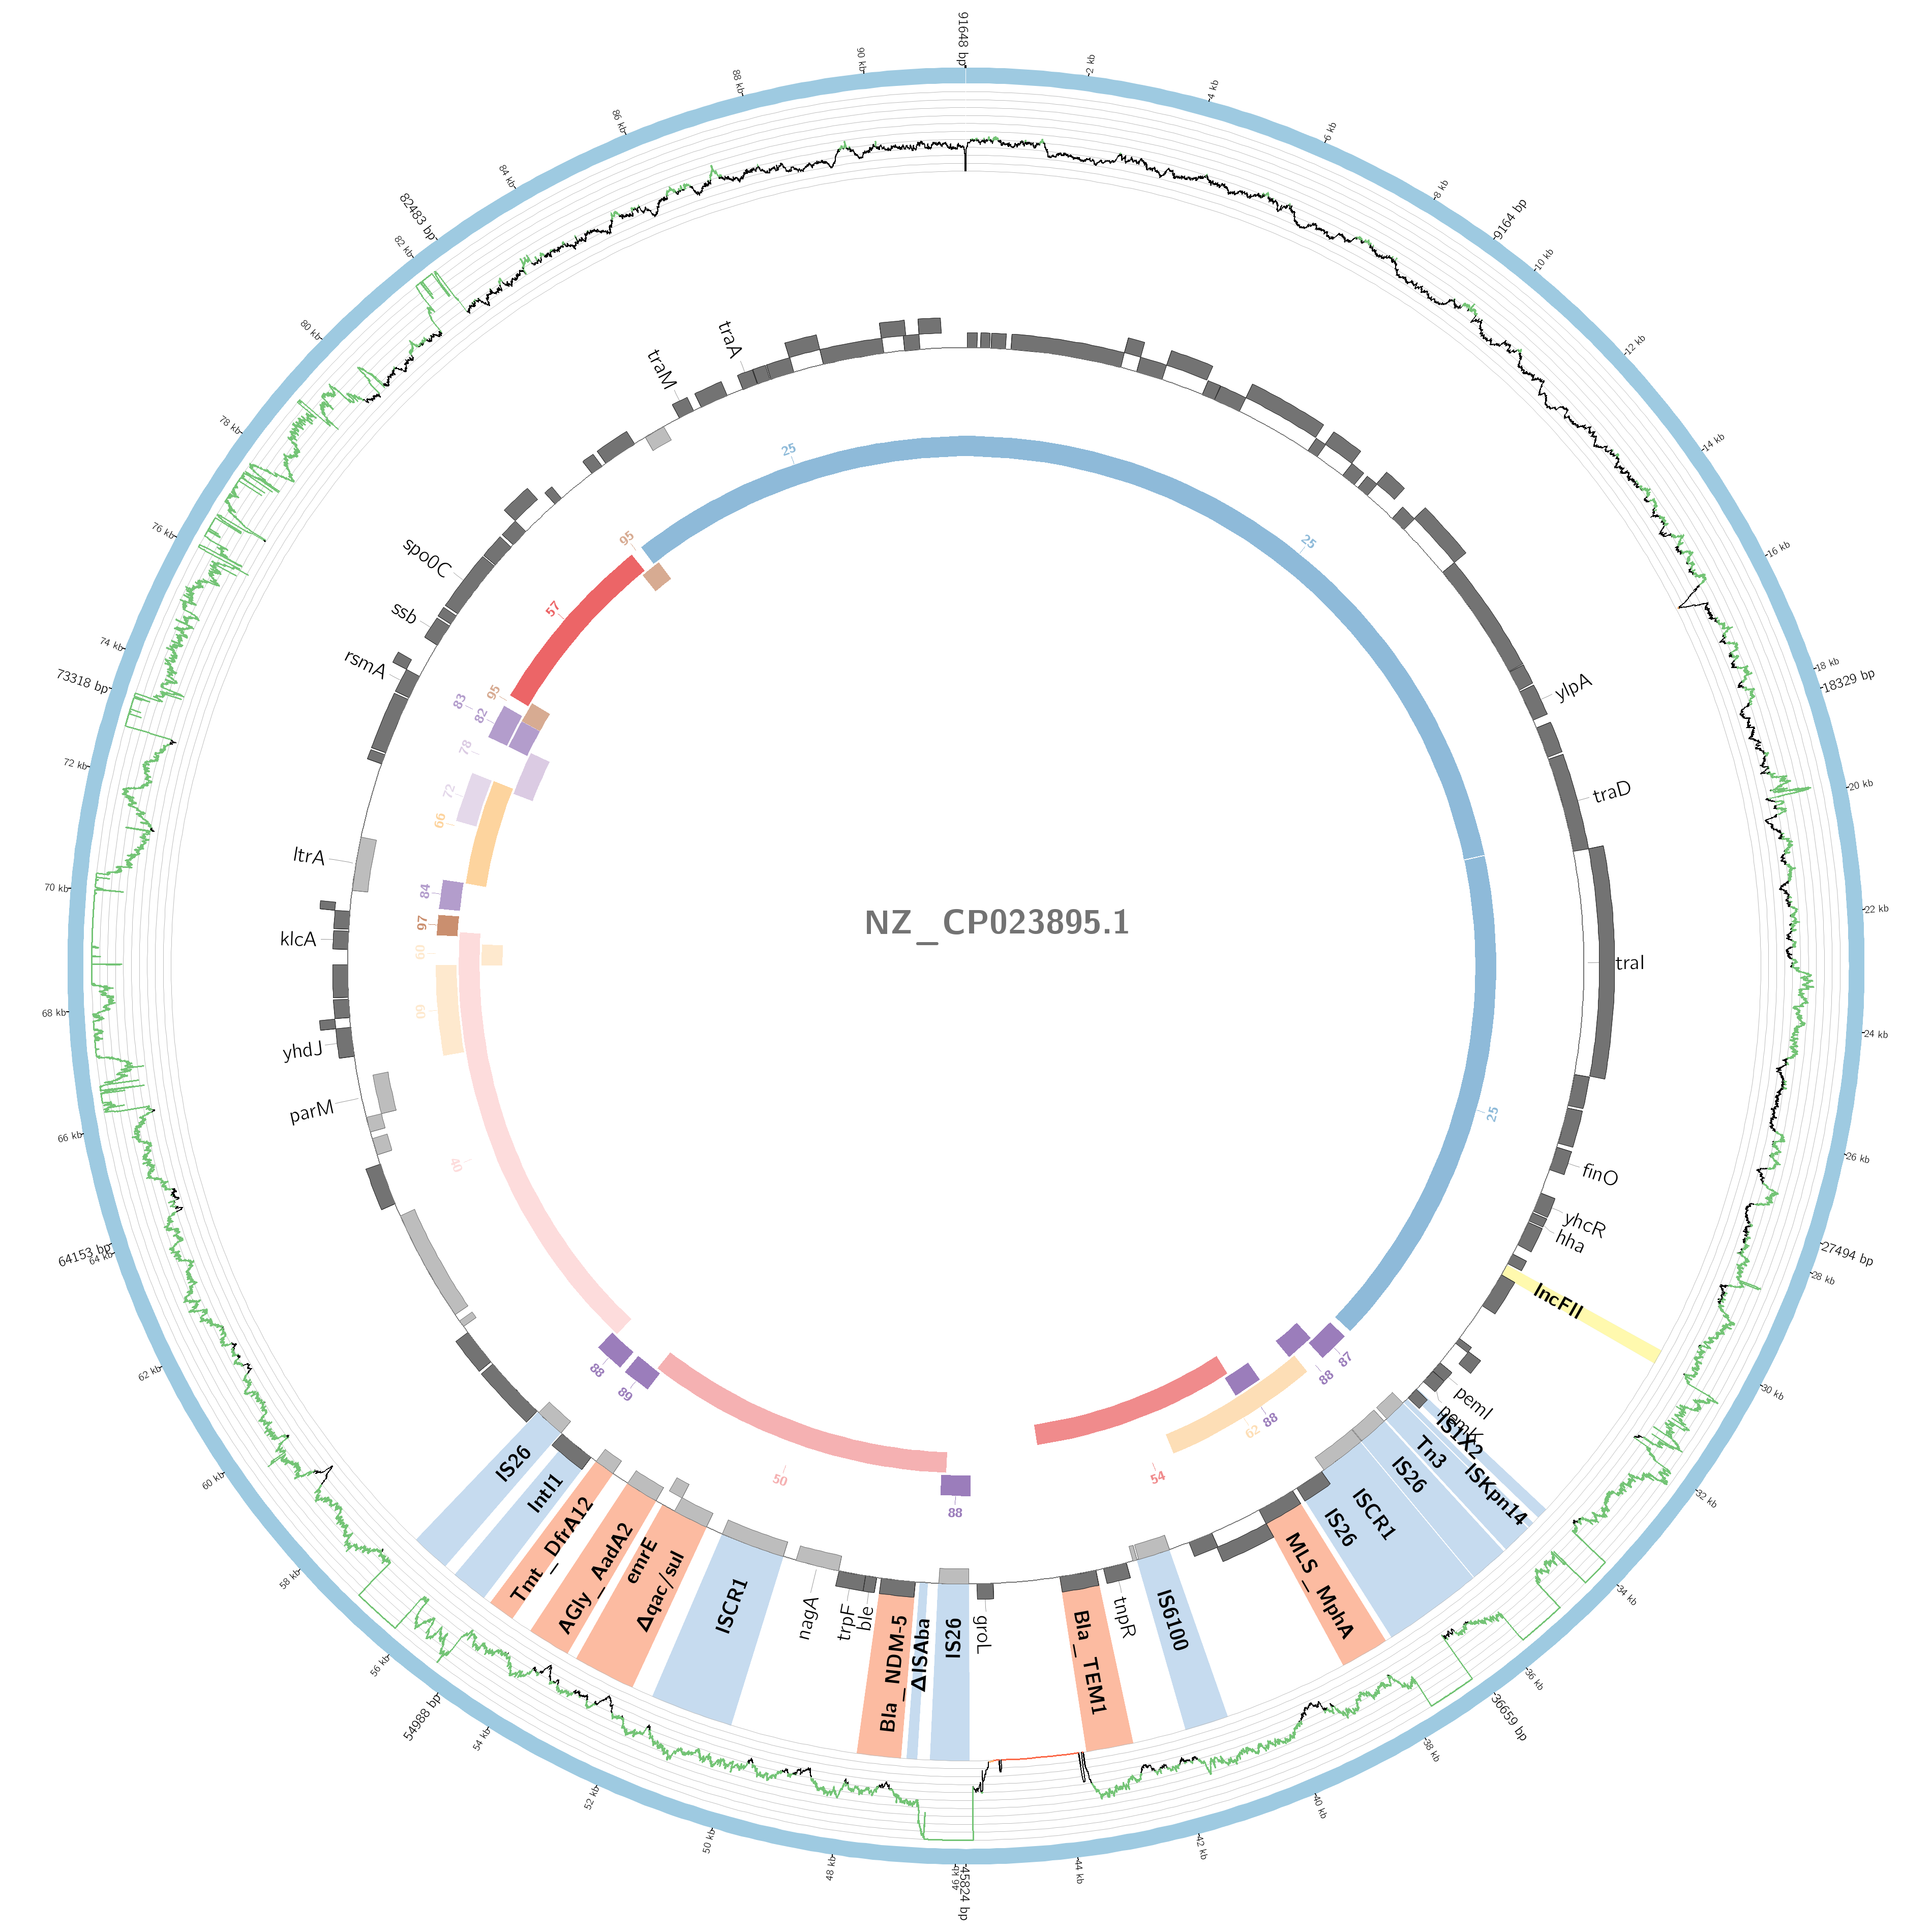 91648 bp
2 kb
4 kb
6 kb
8 kb
9164 bp
10 kb
12 kb
14 kb
16 kb
18 kb
18329 bp
20 kb
22 kb
24 kb
26 kb
27494 bp
28 kb
30 kb
32 kb
34 kb
36 kb
36659 bp
38 kb
40 kb
42 kb
44 kb
45824 bp
46 kb
48 kb
50 kb
52 kb
54 kb
54988 bp
56 kb
58 kb
60 kb
62 kb
64 kb
64153 bp
66 kb
68 kb
70 kb
72 kb
73318 bp
74 kb
76 kb
78 kb
80 kb
82 kb
82483 bp
84 kb
86 kb
88 kb
90 kb
ylpA
traD
traI
finO
yhcR
hha
IncFII
pemI
pemK
IS1X2
ISKpn14
Tn3
IS26
ISCR1
IS26
MLS_MphA
IS6100
tnpR
Bla_TEM1
groL
IS26
ΔISAba
Bla_NDM-5
ble
trpF
nagA
ISCR1
Δqac/sul
emrE
AGly_AadA2
Tmt_DfrA12
IntI1
IS26
parM
yhdJ
klcA
ltrA
rsmA
ssb
spo0C
traM
traA
25
25
25
87
88
88
62
54
88
50
89
88
40
60
60
97
84
66
72
78
82
83
95
57
95
NZ_CP023895.1